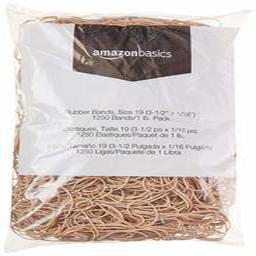 amazonbasics
Rubber Bands, Size 19 (3-1/2" x 1/16")
1250 Bands/1 lb. Pack
Élastiques, Taille 19 (3-1/2 po x 1/16 po)
1250 Élastiques/Paquet de 1 lb.
Tamaño 19 (3-1/2 Pulgada x 1/16 Pulgada)
1250 Ligas/Paquete de 1 Libra